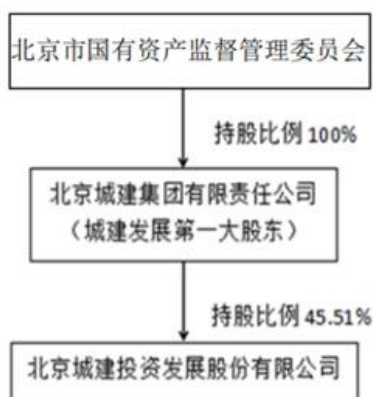 北京市国有资产监督管理委员会
持股比例 100%
北京城建集团有限责任公司
（城建发展第一大股东）
持股比例 45.51%
北京城建投资发展股份有限公司